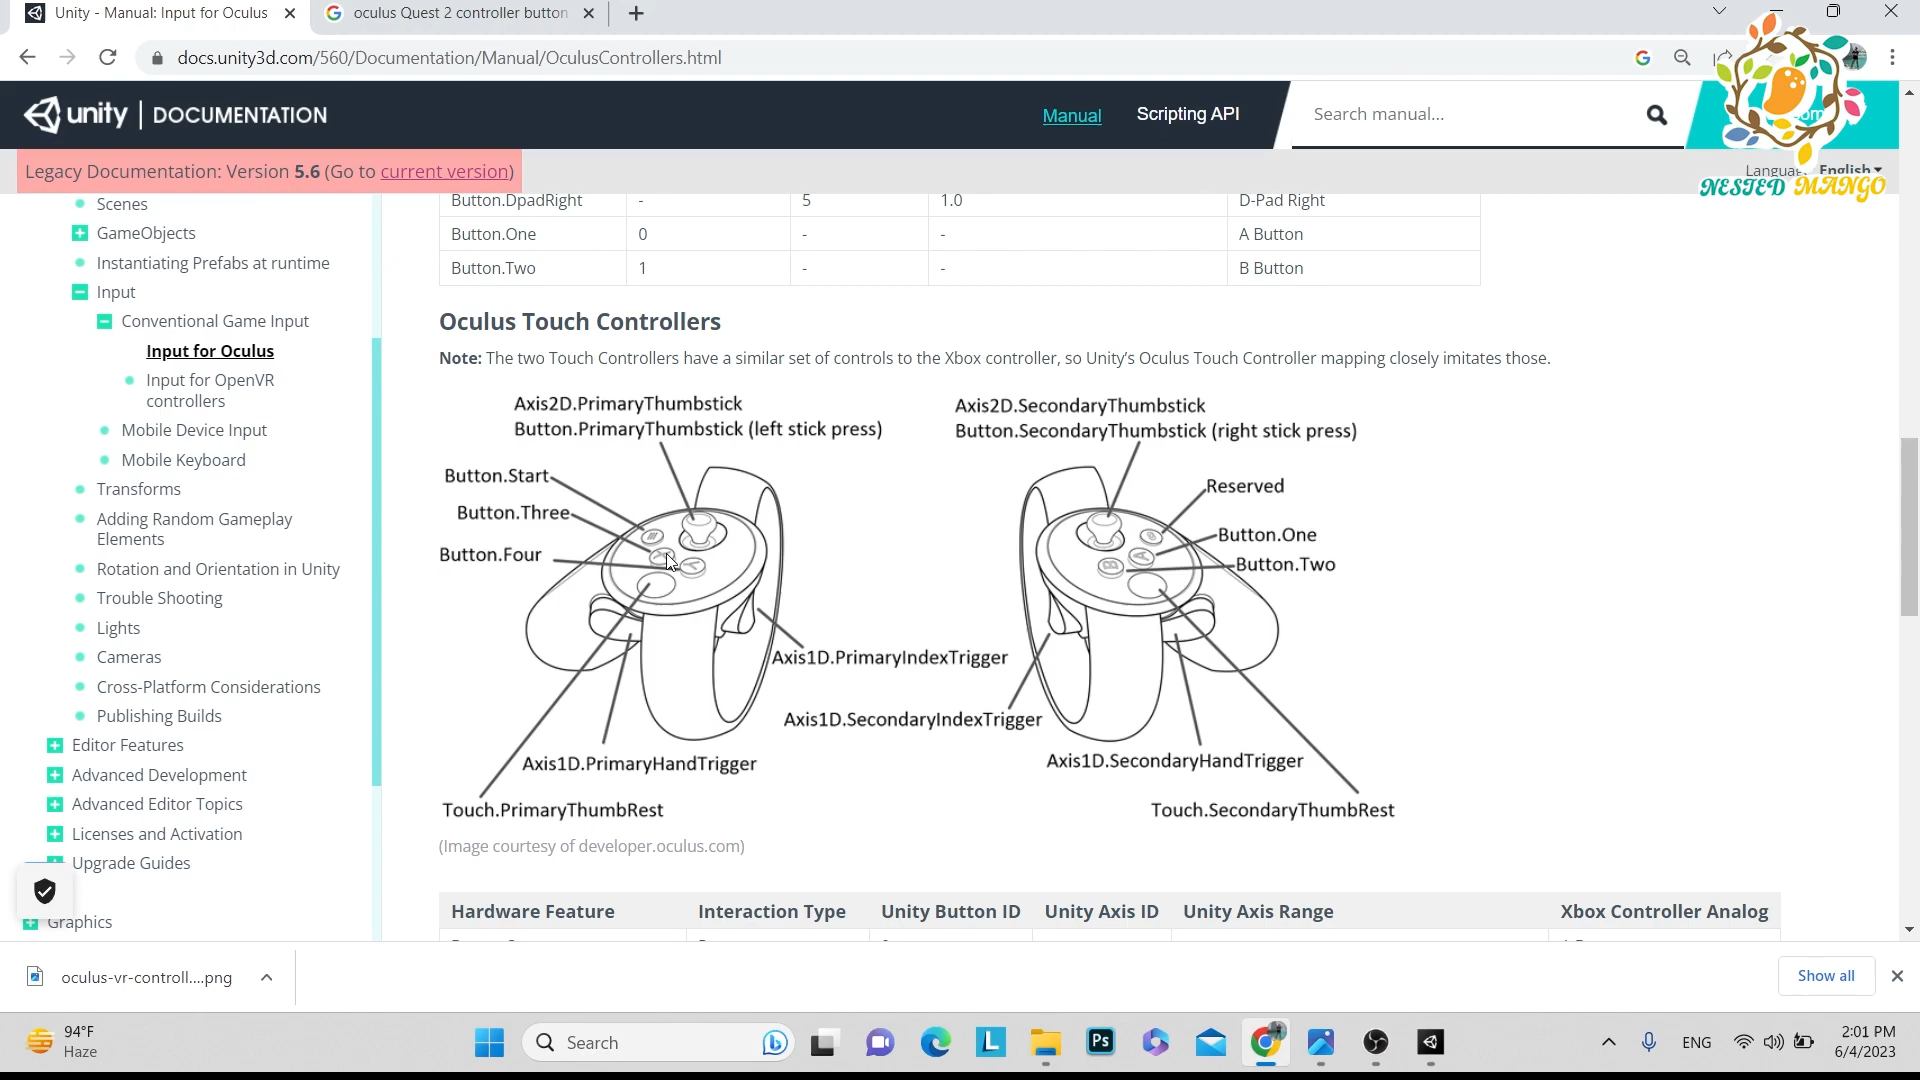 Unity - Manual: Input for Oculus
oculus Quest 2 controller button
docs.unity3d.com/560/Documentation/Manual/OculusControllers.html
unity | DOCUMENTATION
Manual
Scripting API
Search manual...
Legacy Documentation: Version 5.6 (Go to current version)
English
NESTED MANGO
Scenes
GameObjects
Instantiating Prefabs at runtime
Input
Conventional Game Input
Input for Oculus
Input for OpenVR
controllers
Mobile Device Input
Mobile Keyboard
Transforms
Adding Random Gameplay
Elements
Rotation and Orientation in Unity
Trouble Shooting
Lights
Cameras
Cross-Platform Considerations
Publishing Builds
Editor Features
Advanced Development
Advanced Editor Topics
Licenses and Activation
Upgrade Guides
Graphics
Button.DpadRight - 5 1.0 D-Pad Right
Button.One 0 - - A Button
Button.Two 1 - - B Button
Oculus Touch Controllers
Note: The two Touch Controllers have a similar set of controls to the Xbox controller, so Unity's Oculus Touch Controller mapping closely imitates those.
Axis2D.PrimaryThumbstick
Button.PrimaryThumbstick (left stick press)
Axis2D.SecondaryThumbstick
Button.SecondaryThumbstick (right stick press)
Button.Start
Button.Three
Button.Four
Reserved
Button.One
Button.Two
Axis1D.PrimaryIndexTrigger
Axis1D.SecondaryIndexTrigger
Axis1D.PrimaryHandTrigger
Axis1D.SecondaryHandTrigger
Touch.PrimaryThumbRest
Touch.SecondaryThumbRest
(Image courtesy of developer.oculus.com)
Hardware Feature Interaction Type Unity Button ID Unity Axis ID Unity Axis Range Xbox Controller Analog
oculus-vr-controll....png
Show all
94°F
Haze
Search
Ps
L
ENG
2:01 PM
6/4/2023